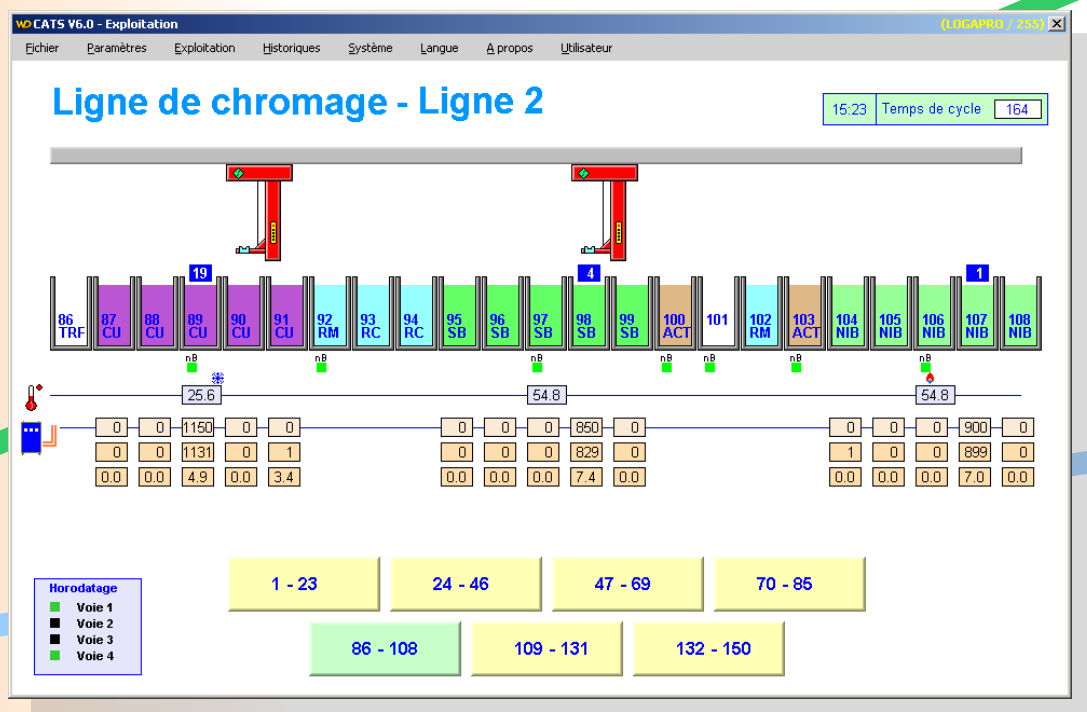 WD CATS V6.0 - Exploitation (LOGAPRO / 255)
Fichier Paramètres Exploitation Historiques Système Langue A propos Utilisateur
Ligne de chromage - Ligne 2
15:23 Temps de cycle 164
19 4 1
86 TRF 87 CU 88 CU 89 CU 90 CU 91 CU 92 RM 93 RC 94 RC 95 SB 96 SB 97 SB 98 SB 99 SB 100 ACT 101 102 RM 103 ACT 104 NIB 105 NIB 106 NIB 107 NIB 108 NIB
nB nB nB nB nB nB nB
25.6 54.8 54.8
0 0 1150 0 0 0 0 0 850 0 0 0 0 900 0
0 0 1131 0 1 0 0 0 829 0 1 0 0 899 0
0.0 0.0 4.9 0.0 3.4 0.0 0.0 0.0 7.4 0.0 0.0 0.0 0.0 7.0 0.0
1 - 23 24 - 46 47 - 69 70 - 85
86 - 108 109 - 131 132 - 150
Horodatage
Voie 1
Voie 2
Voie 3
Voie 4